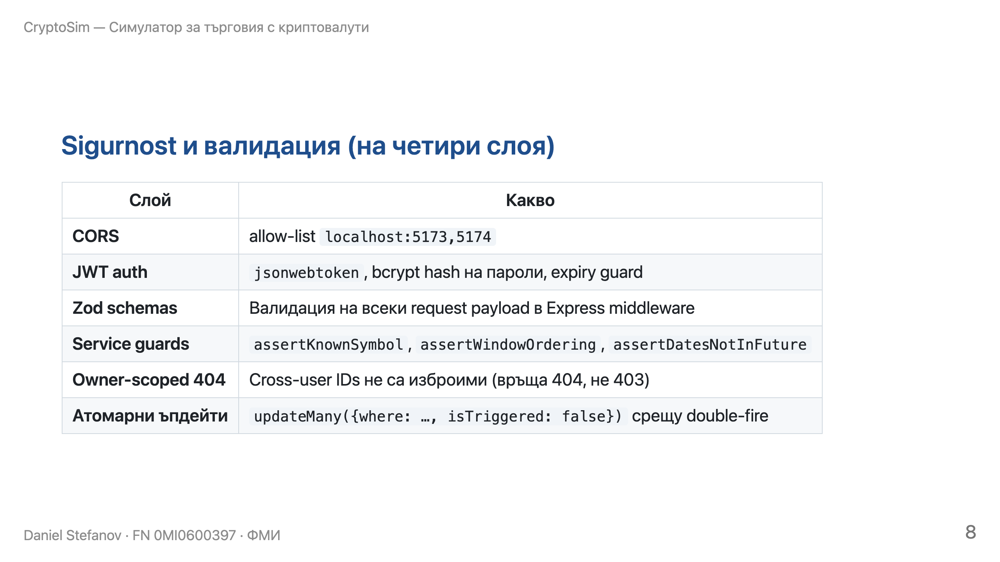 CryptoSim — Симулатор за търговия с криптовалути
Sigurnost и валидация (на четири слоя)
Слой Какво
CORS allow-list localhost:5173,5174
JWT auth jsonwebtoken, bcrypt hash на пароли, expiry guard
Zod schemas Валидация на всеки request payload в Express middleware
Service guards assertKnownSymbol, assertWindowOrdering, assertDatesNotInFuture
Owner-scoped 404 Cross-user IDs не са изброими (връща 404, не 403)
Атомарни ъпдейти updateMany({where: …, isTriggered: false}) срещу double-fire
Daniel Stefanov · FN 0MI0600397 · ФМИ
8